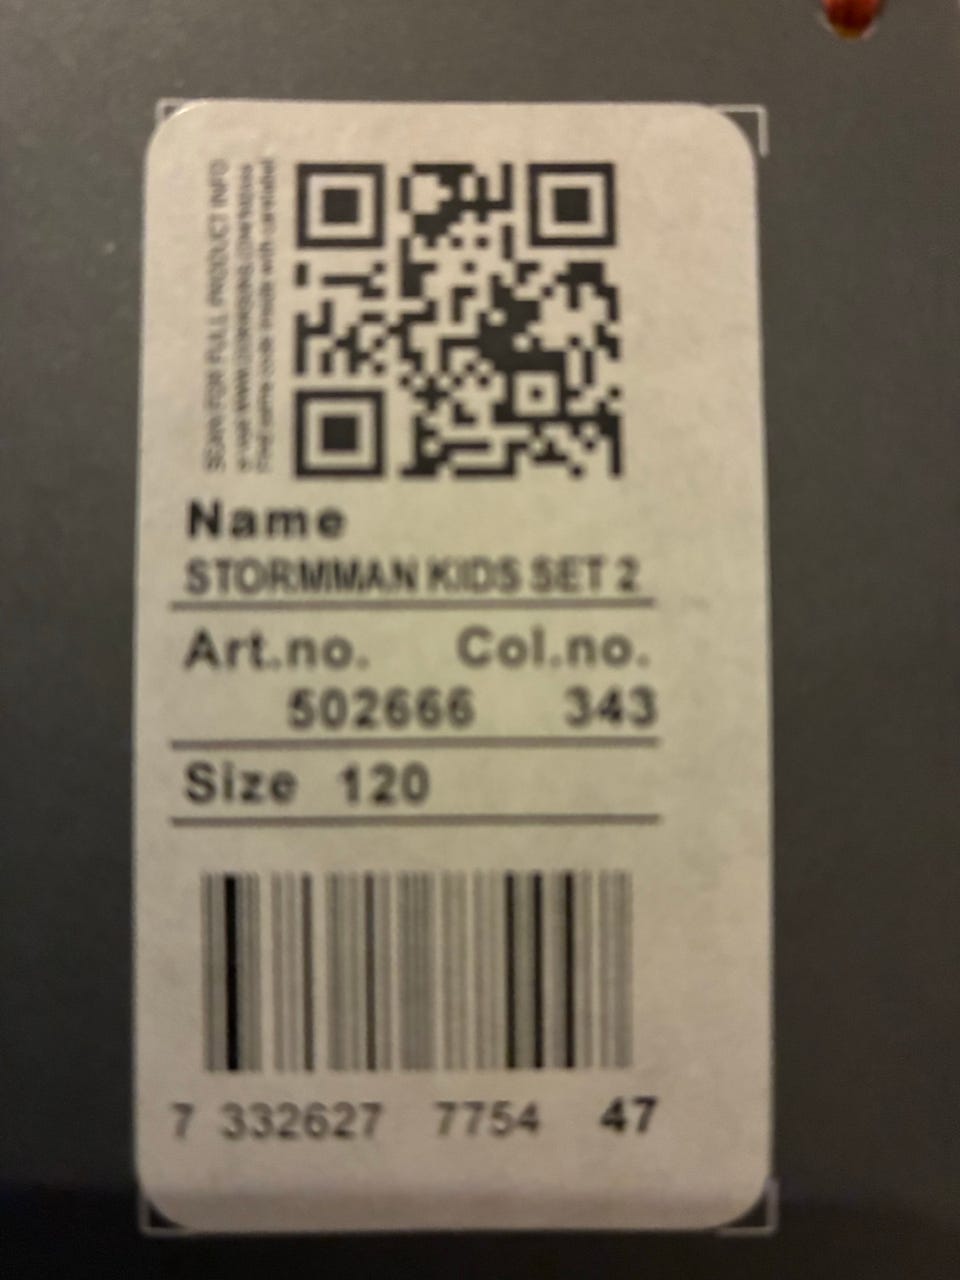 SCAN FOR FULL PRODUCT INFO
Name
STORMMAN KIDS SET 2
Art.no. Col.no.
502666 343
Size 120
7 332627 7754 47